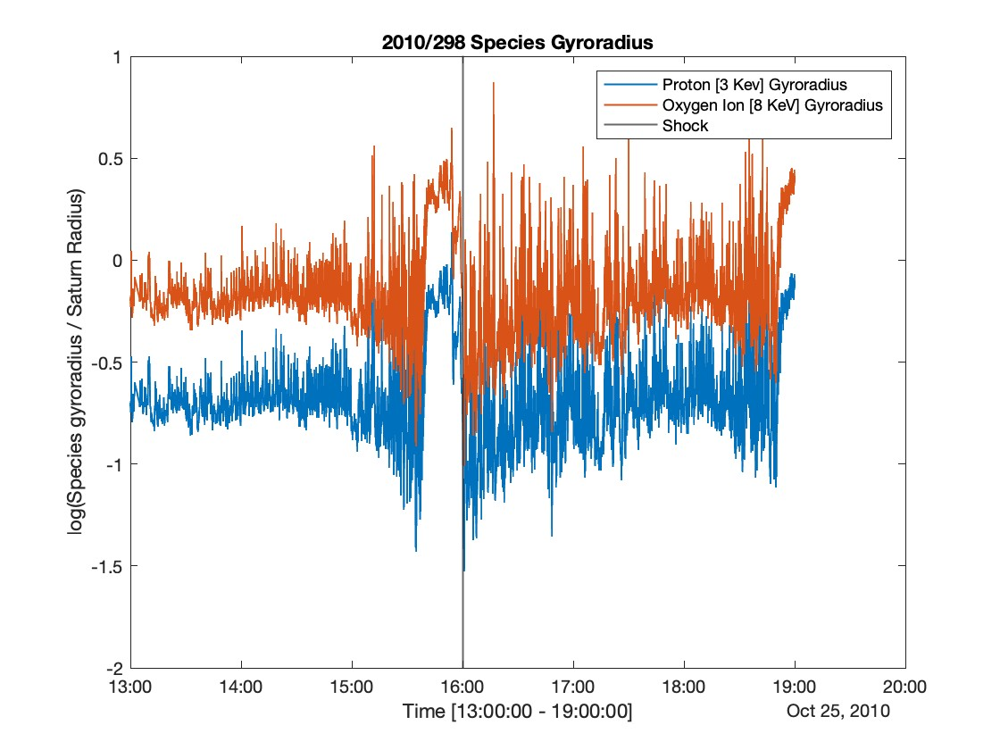 2010/298 Species Gyroradius
Proton [3 Kev] Gyroradius
Oxygen Ion [8 KeV] Gyroradius
Shock
log(Species gyroradius / Saturn Radius)
1
0.5
0
-0.5
-1
-1.5
-2
13:00 14:00 15:00 16:00 17:00 18:00 19:00 20:00
Time [13:00:00 - 19:00:00]
Oct 25, 2010